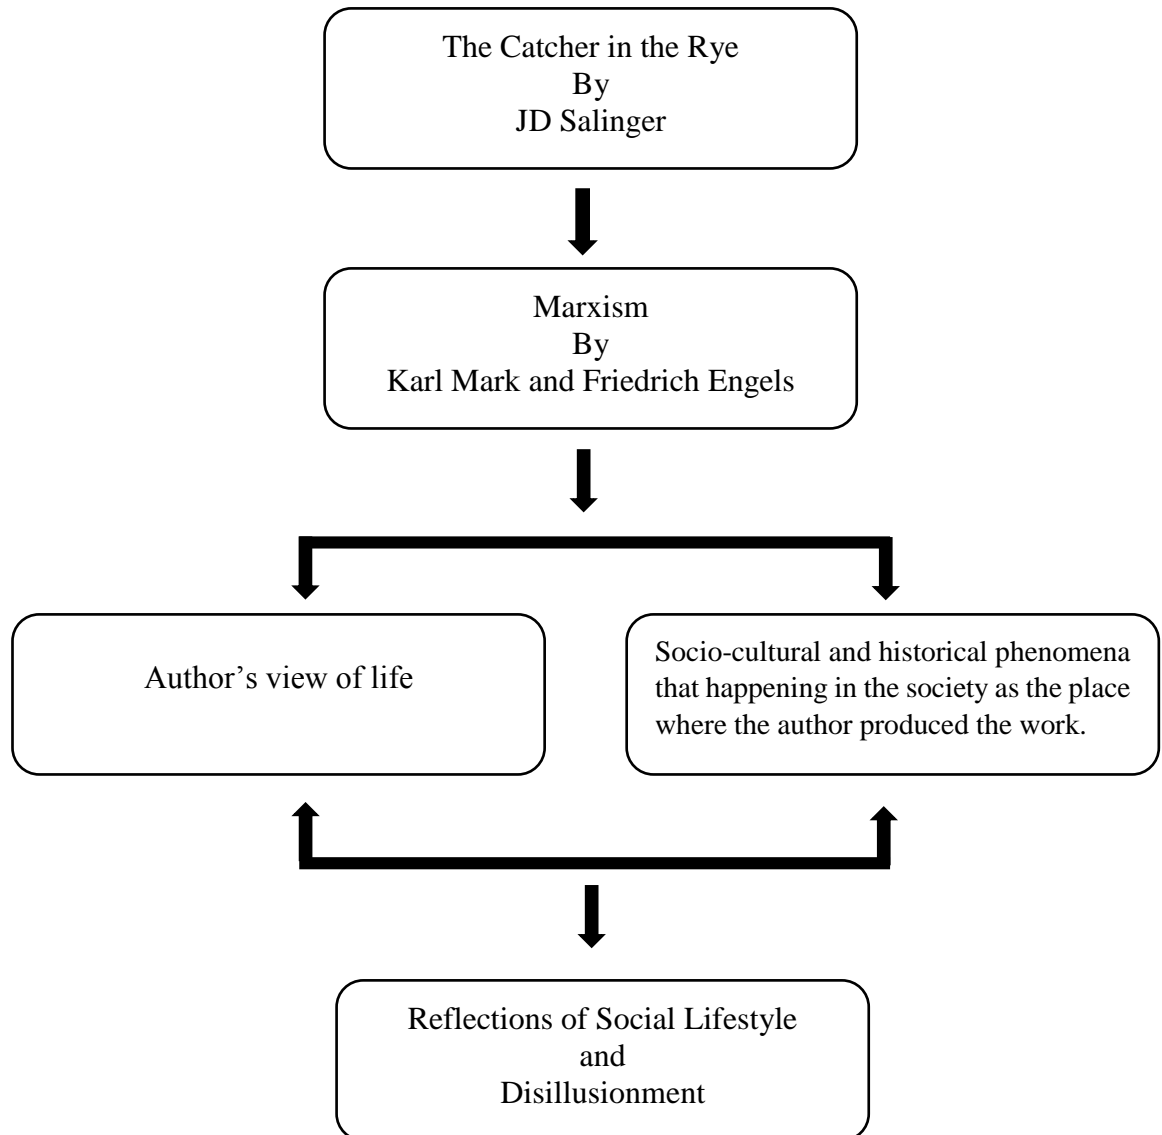 The Catcher in the Rye
By
JD Salinger
Marxism
By
Karl Mark and Friedrich Engels
Author’s view of life
Socio-cultural and historical phenomena
that happening in the society as the place
where the author produced the work.
Reflections of Social Lifestyle
and
Disillusionment